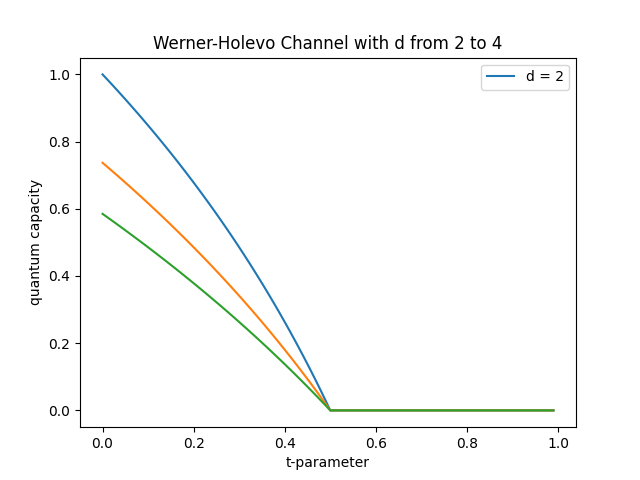 Werner-Holevo Channel with d from 2 to 4
d = 2
1.0
0.8
0.6
0.4
0.2
0.0
quantum capacity
0.0 0.2 0.4 0.6 0.8 1.0
t-parameter